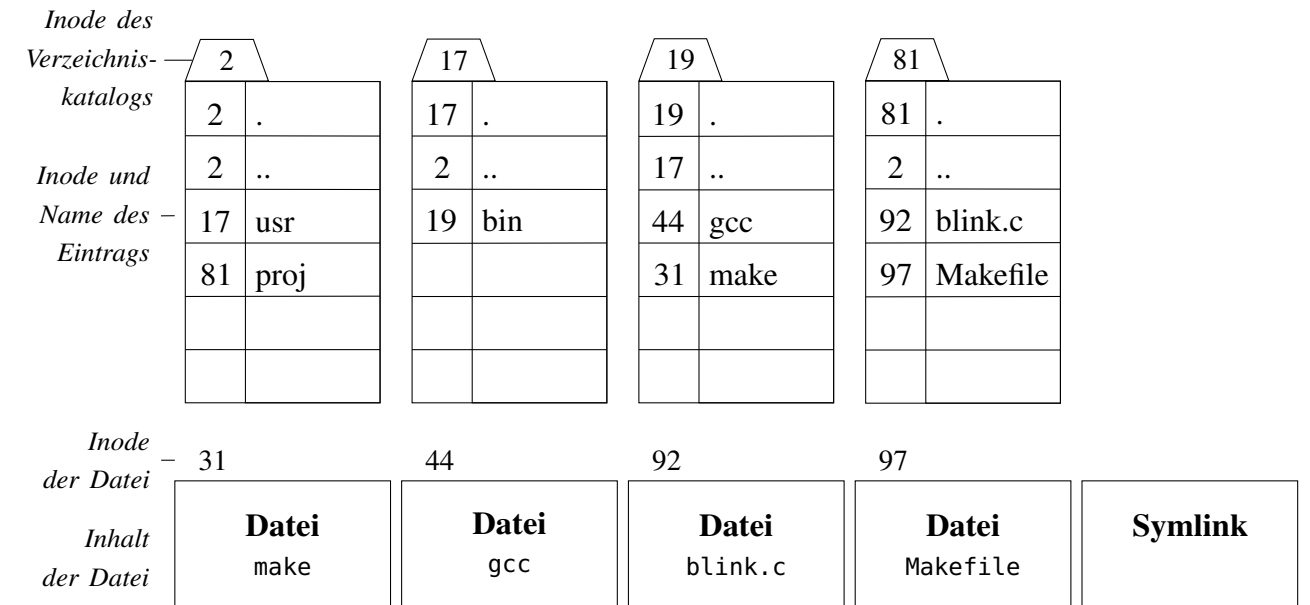 Inode des
Verzeichnis-
katalogs
2 17 19 81
2 . 17 . 19 . 81 .
2 .. 2 .. 17 .. 2 ..
Inode und
Name des
Eintrags
17 usr 19 bin 44 gcc 92 blink.c
81 proj 31 make 97 Makefile
Inode
der Datei
31 44 92 97
Inhalt
der Datei
Datei Datei Datei Datei Symlink
make gcc blink.c Makefile